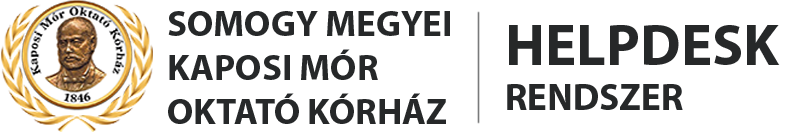 Kaposi Mór Oktató Kórház
1846
SOMOGY MEGYEI
KAPOSI MÓR
OKTATÓ KÓRHÁZ
HELPDESK
RENDSZER